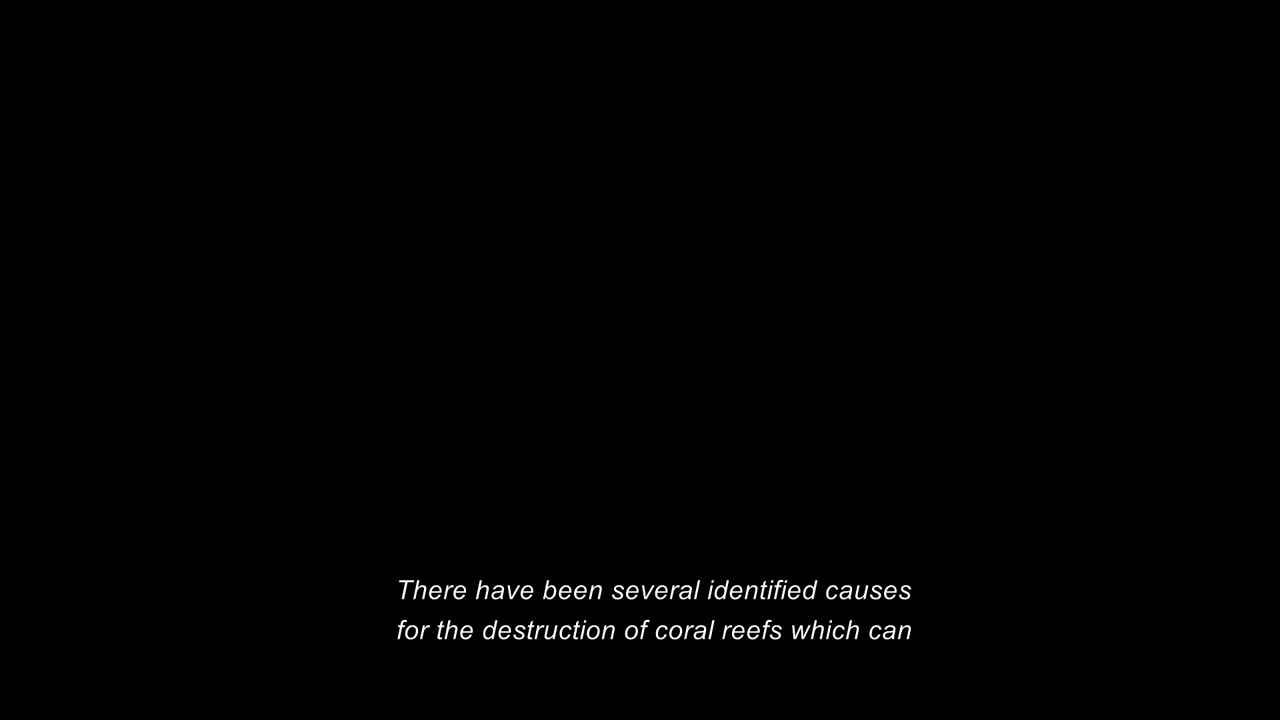 There have been several identified causes
for the destruction of coral reefs which can